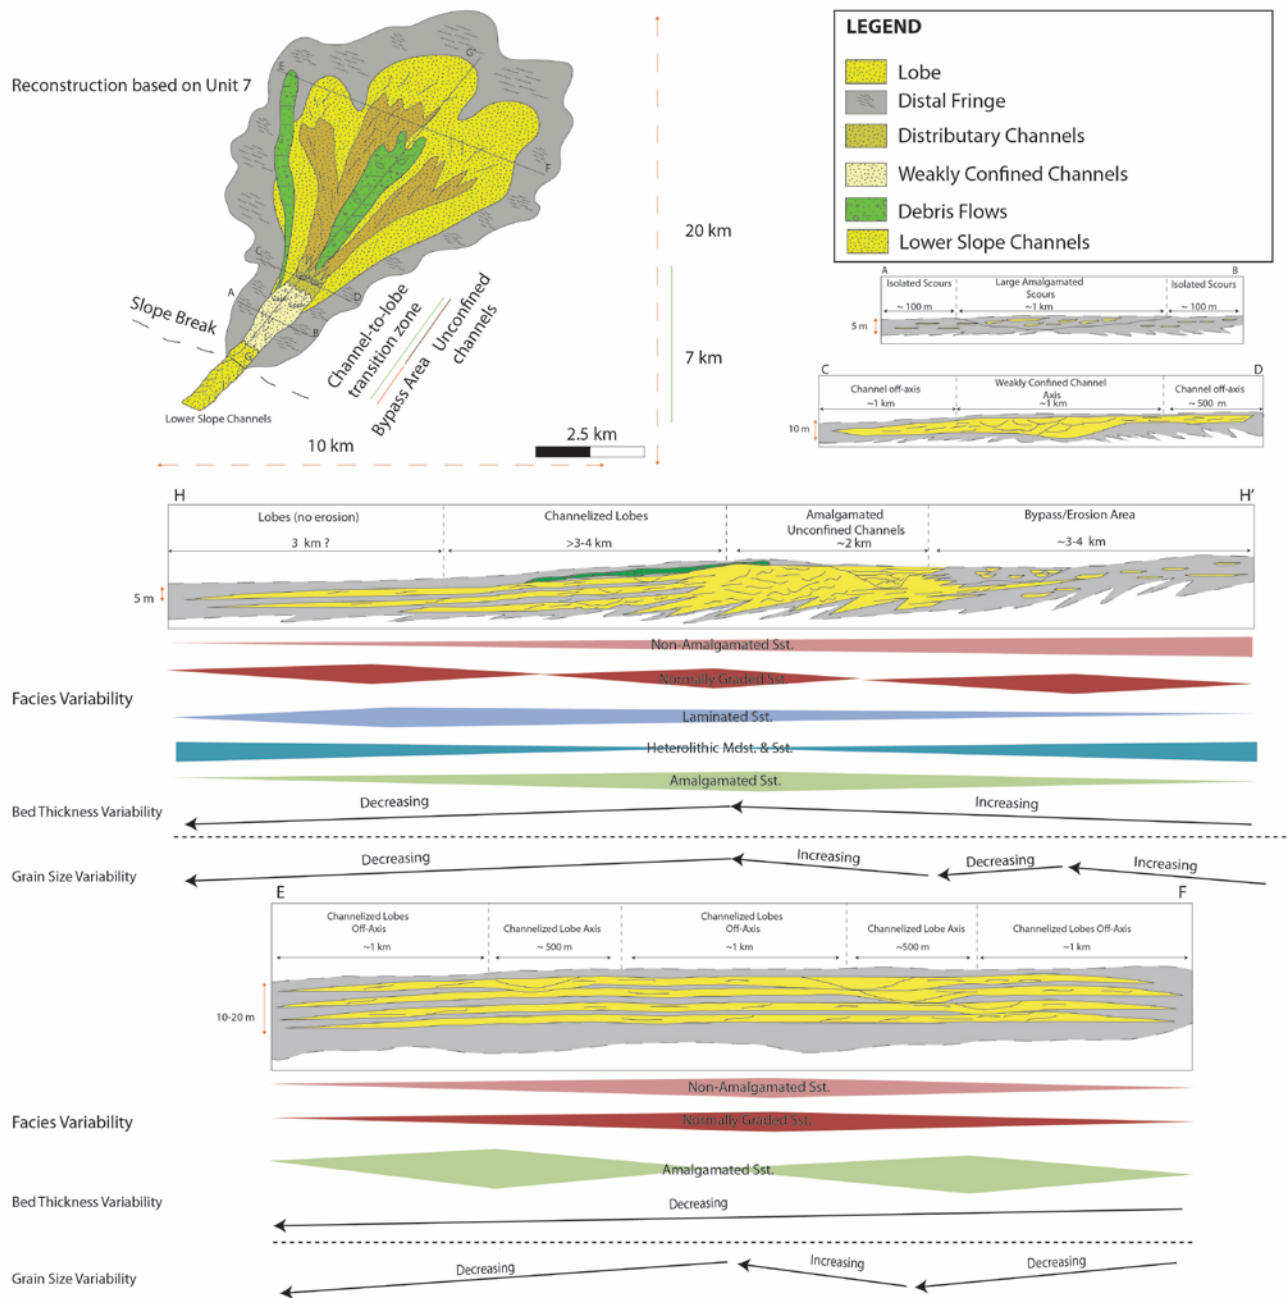 Reconstruction based on Unit 7
E
G'
F
C
D
A
B
G
Slope Break
Lower Slope Channels
Channel-to-lobe
transition zone
Bypass Area
Unconfined
channels
20 km
7 km
10 km
2.5 km
LEGEND
Lobe
Distal Fringe
Distributary Channels
Weakly Confined Channels
Debris Flows
Lower Slope Channels
A
B
Isolated Scours
~ 100 m
Large Amalgamated
Scours
~1 km
Isolated Scours
~ 100 m
5 m
C
D
Channel off-axis
~1 km
Weakly Confined Channel
Axis
~1 km
Channel off-axis
~ 500 m
10 m
H
H'
Lobes (no erosion)
3 km ?
Channelized Lobes
>3-4 km
Amalgamated
Unconfined Channels
~2 km
Bypass/Erosion Area
~3-4 km
5 m
Facies Variability
Non-Amalgamated Sst.
Normally Graded Sst.
Laminated Sst.
Heterolithic Mdst. & Sst.
Amalgamated Sst.
Bed Thickness Variability
Decreasing
Increasing
Grain Size Variability
Decreasing
Increasing
Decreasing
Increasing
E
F
Channelized Lobes
Off-Axis
~1 km
Channelized Lobe Axis
~ 500 m
Channelized Lobes
Off-Axis
~1 km
Channelized Lobe Axis
~500 m
Channelized Lobes Off-Axis
~1 km
10-20 m
Facies Variability
Non-Amalgamated Sst.
Normally Graded Sst.
Amalgamated Sst.
Bed Thickness Variability
Decreasing
Grain Size Variability
Decreasing
Increasing
Decreasing